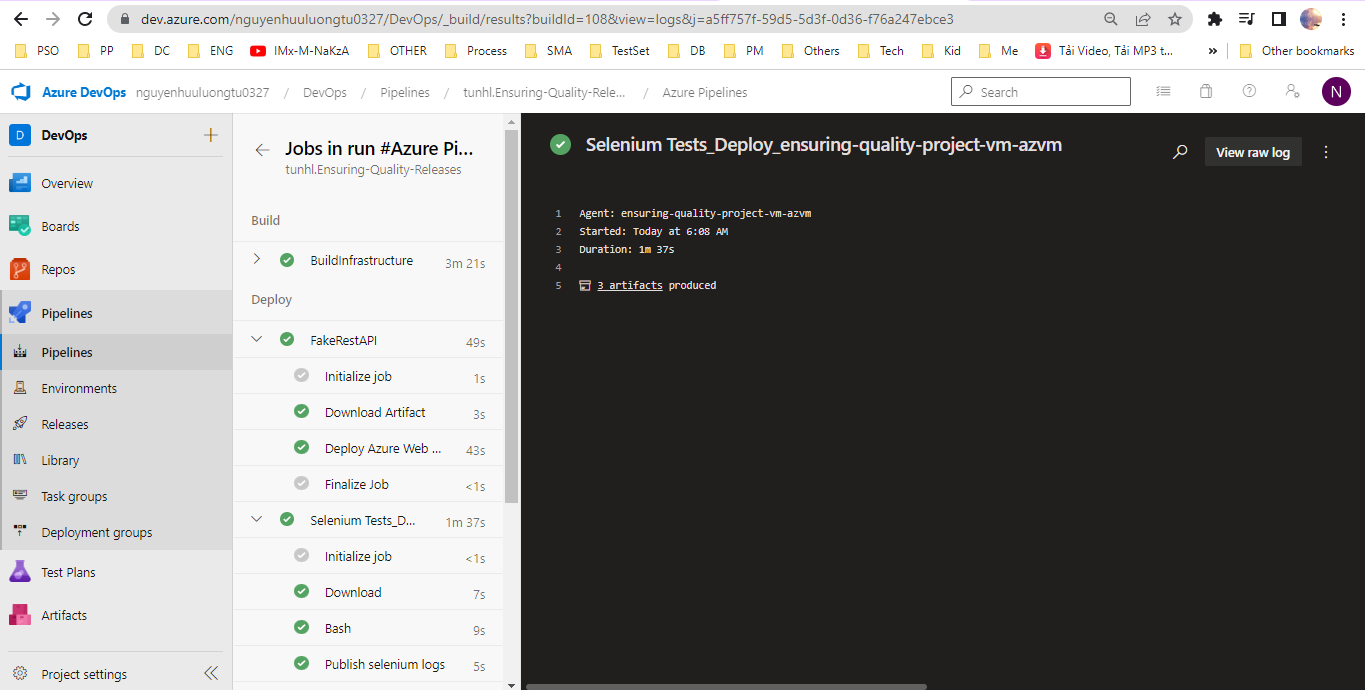 dev.azure.com/nguyenhuuluongtu0327/DevOps/_build/results?buildId=108&view=logs&j=a5ff757f-59d5-5d3f-0d36-f76a247ebce3
PSO PP DC ENG IMx-M-NaKzA OTHER Process SMA TestSet DB PM Others Tech Kid Me Tải Video, Tải MP3 t... » Other bookmarks
Azure DevOps nguyenhuuluongtu0327 / DevOps / Pipelines / tunhl.Ensuring-Quality-Rele... / Azure Pipelines
Search
N
D DevOps
Overview
Boards
Repos
Pipelines
Pipelines
Environments
Releases
Library
Task groups
Deployment groups
Test Plans
Artifacts
Project settings
Jobs in run #Azure Pi...
tunhl.Ensuring-Quality-Releases
Build
BuildInfrastructure 3m 21s
Deploy
FakeRestAPI 49s
Initialize job 1s
Download Artifact 3s
Deploy Azure Web ... 43s
Finalize Job <1s
Selenium Tests_D... 1m 37s
Initialize job <1s
Download 7s
Bash 9s
Publish selenium logs 5s
Selenium Tests_Deploy_ensuring-quality-project-vm-azvm
View raw log
1 Agent: ensuring-quality-project-vm-azvm
2 Started: Today at 6:08 AM
3 Duration: 1m 37s
4
5 3 artifacts produced